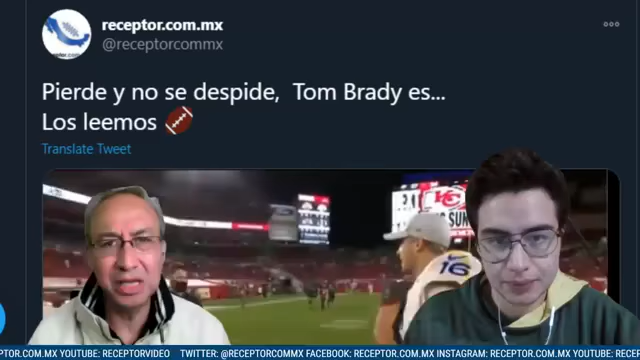 receptor.com.mx
@receptorcommx
Pierde y no se despide, Tom Brady es...
Los leemos
Translate Tweet
16
R.COM.MX YOUTUBE: RECEPTORVIDEO TWITTER: @RECEPTORCOMMX FACEBOOK: RECEPTOR.COM.MX INSTAGRAM: RECEPTOR.COM.MX YOUTUBE: RECEP